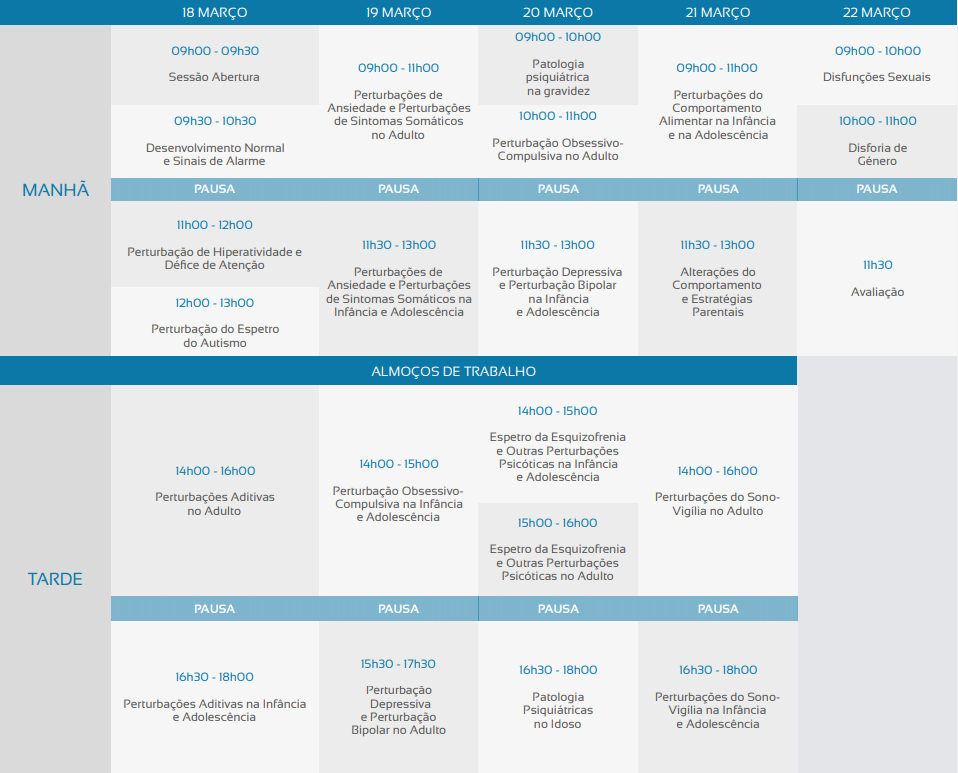 18 MARÇO
19 MARÇO
20 MARÇO
21 MARÇO
22 MARÇO
MANHÃ
09h00 - 09h30
Sessão Abertura
09h30 - 10h30
Desenvolvimento Normal
e Sinais de Alarme
09h00 - 11h00
Perturbações de
Ansiedade e Perturbações
de Sintomas Somáticos
no Adulto
09h00 - 10h00
Patologia
psiquiátrica
na gravidez
10h00 - 11h00
Perturbação Obsessivo-
Compulsiva no Adulto
09h00 - 11h00
Perturbações do
Comportamento
Alimentar na Infância
e na Adolescência
09h00 - 10h00
Disfunções Sexuais
10h00 - 11h00
Disforia de
Género
PAUSA
PAUSA
PAUSA
PAUSA
PAUSA
11h00 - 12h00
Perturbação de Hiperatividade e
Défice de Atenção
12h00 - 13h00
Perturbação do Espetro
do Autismo
11h30 - 13h00
Perturbações de
Ansiedade e Perturbações
de Sintomas Somáticos na
Infância e Adolescência
11h30 - 13h00
Perturbação Depressiva
e Perturbação Bipolar
na Infância
e Adolescência
11h30 - 13h00
Alterações do
Comportamento
e Estratégias
Parentais
11h30
Avaliação
ALMOÇOS DE TRABALHO
TARDE
14h00 - 16h00
Perturbações Aditivas
no Adulto
14h00 - 15h00
Perturbação Obsessivo-
Compulsiva na Infância
e Adolescência
14h00 - 15h00
Espetro da Esquizofrenia
e Outras Perturbações
Psicóticas na Infância
e Adolescência
15h00 - 16h00
Espetro da Esquizofrenia
e Outras Perturbações
Psicóticas no Adulto
14h00 - 16h00
Perturbações do Sono-
Vigília no Adulto
PAUSA
PAUSA
PAUSA
PAUSA
16h30 - 18h00
Perturbações Aditivas na Infância
e Adolescência
15h30 - 17h30
Perturbação
Depressiva
e Perturbação
Bipolar no Adulto
16h30 - 18h00
Patologia
Psiquiátricas
no Idoso
16h30 - 18h00
Perturbações do Sono-
Vigília na Infância
e Adolescência